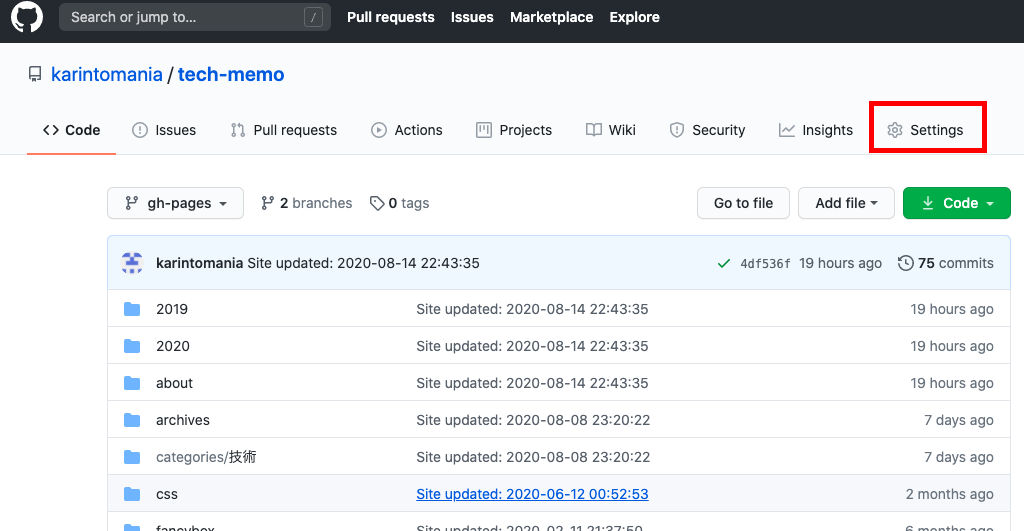 Search or jump to… / Pull requests Issues Marketplace Explore
karintomania / tech-memo
Code Issues Pull requests Actions Projects Wiki Security Insights Settings
gh-pages 2 branches 0 tags Go to file Add file Code
karintomania Site updated: 2020-08-14 22:43:35 4df536f 19 hours ago 75 commits
2019 Site updated: 2020-08-14 22:43:35 19 hours ago
2020 Site updated: 2020-08-14 22:43:35 19 hours ago
about Site updated: 2020-08-14 22:43:35 19 hours ago
archives Site updated: 2020-08-08 23:20:22 7 days ago
categories/技術 Site updated: 2020-08-08 23:20:22 7 days ago
css Site updated: 2020-06-12 00:52:53 2 months ago
fancybox Site updated: 2020-02-11 21:37:50 6 months ago